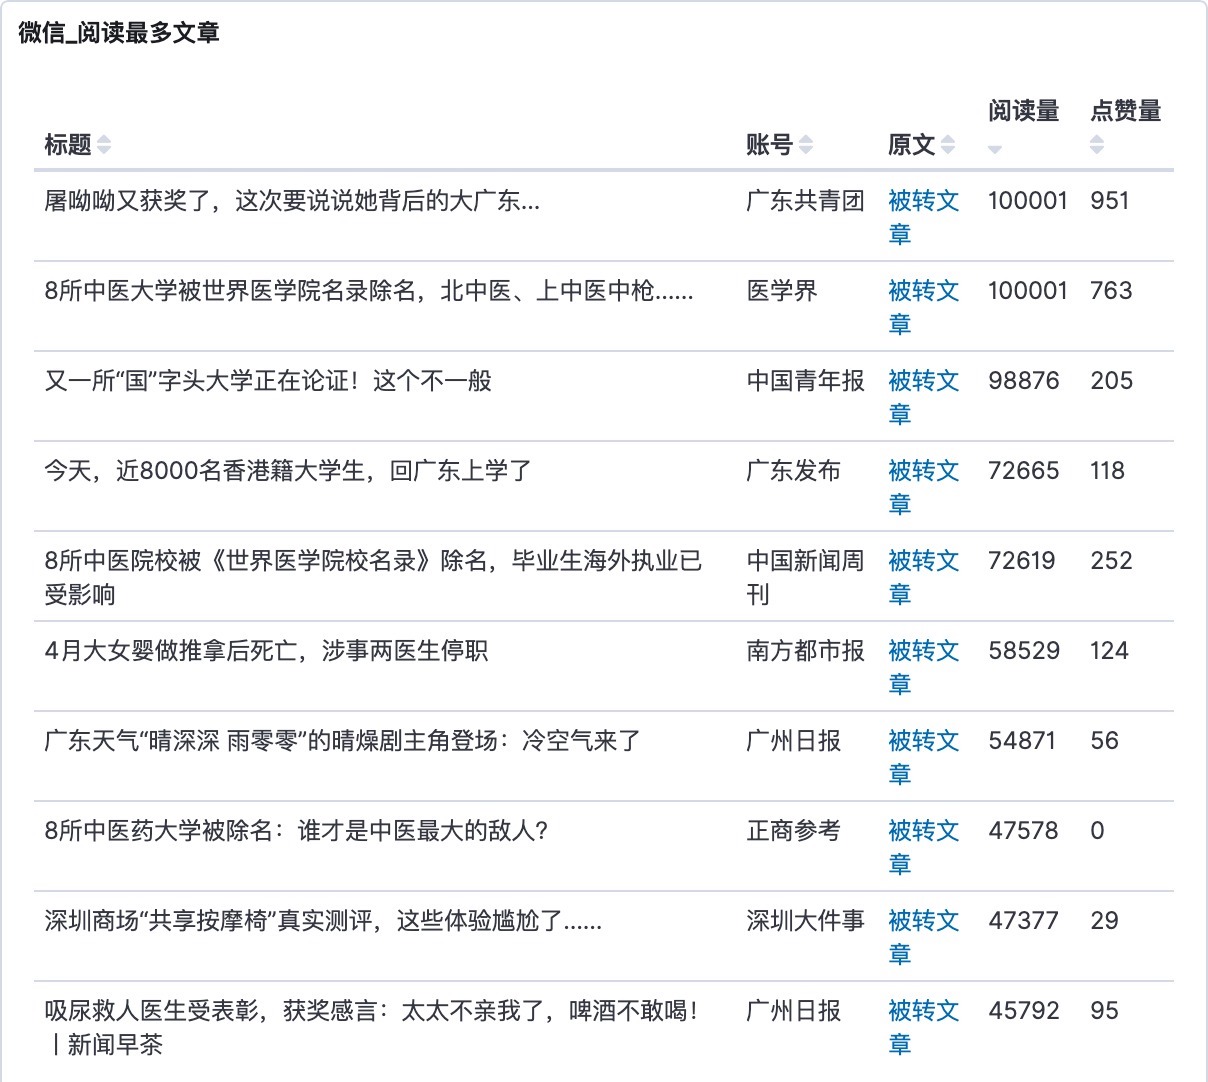 微信_阅读最多文章
标题 账号 原文 阅读量 点赞量
屠呦呦又获奖了，这次要说说她背后的大广东... 广东共青团 被转文章 100001 951
8所中医大学被世界医学院名录除名，北中医、上中医中枪…… 医学界 被转文章 100001 763
又一所“国”字头大学正在论证！这个不一般 中国青年报 被转文章 98876 205
今天，近8000名香港籍大学生，回广东上学了 广东发布 被转文章 72665 118
8所中医院校被《世界医学院校名录》除名，毕业生海外执业已受影响 中国新闻周刊 被转文章 72619 252
4月大女婴做推拿后死亡，涉事两医生停职 南方都市报 被转文章 58529 124
广东天气“晴深深 雨零零”的晴燥剧主角登场：冷空气来了 广州日报 被转文章 54871 56
8所中医药大学被除名：谁才是中医最大的敌人？ 正商参考 被转文章 47578 0
深圳商场“共享按摩椅”真实测评，这些体验尴尬了…… 深圳大件事 被转文章 47377 29
吸尿救人医生受表彰，获奖感言：太太不亲我了，啤酒不敢喝！丨新闻早茶 广州日报 被转文章 45792 95